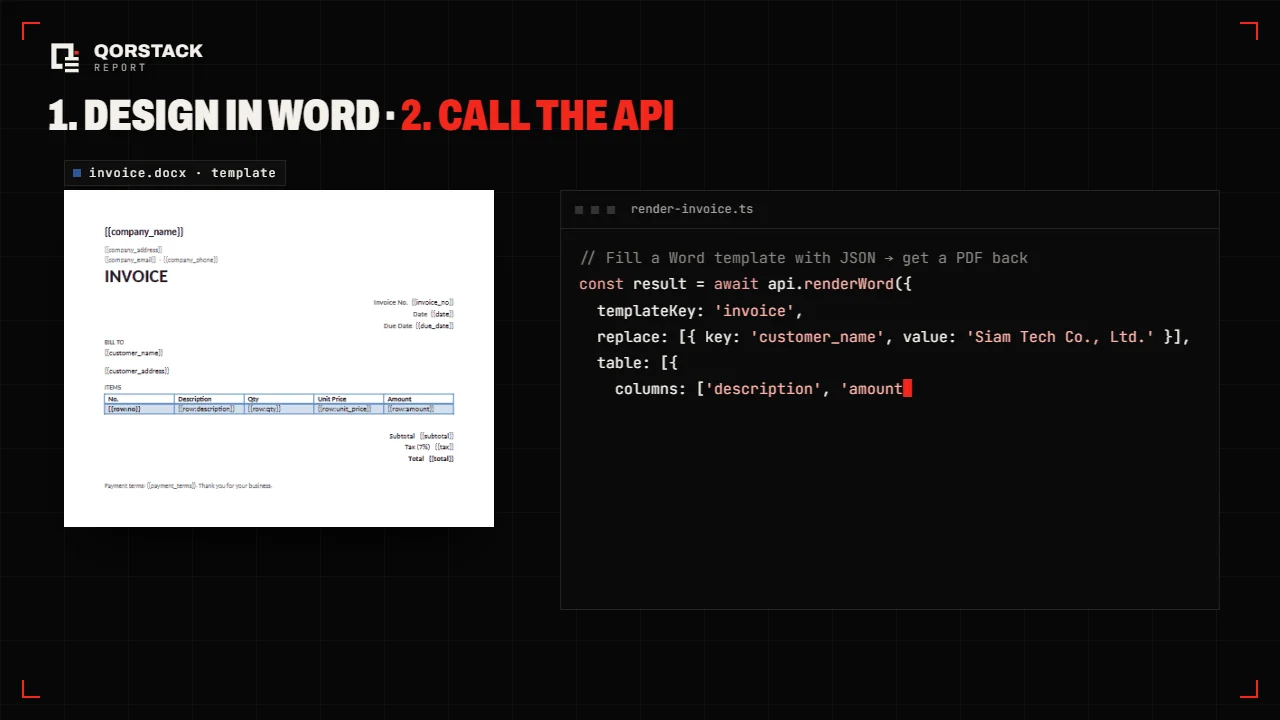 QORSTACK
REPORT
1. DESIGN IN WORD · 2. CALL THE API
invoice.docx · template
{{company_name}}
{{company_address}}
{{company_email}} · {{company_phone}}
INVOICE
Invoice No. {{invoice_no}}
Date {{date}}
Due Date {{due_date}}
BILL TO
{{customer_name}}
{{customer_address}}
ITEMS
No. Description Qty Unit Price Amount
{{row:no}} {{row:description}} {{row:qty}} {{row:unit_price}} {{row:amount}}
Subtotal {{subtotal}}
Tax (7%) {{tax}}
Total {{total}}
Payment terms: {{payment_terms}}. Thank you for your business.
render-invoice.ts
// Fill a Word template with JSON → get a PDF back
const result = await api.renderWord({
templateKey: 'invoice',
replace: [{ key: 'customer_name', value: 'Siam Tech Co., Ltd.' }],
table: [{
columns: ['description', 'amount